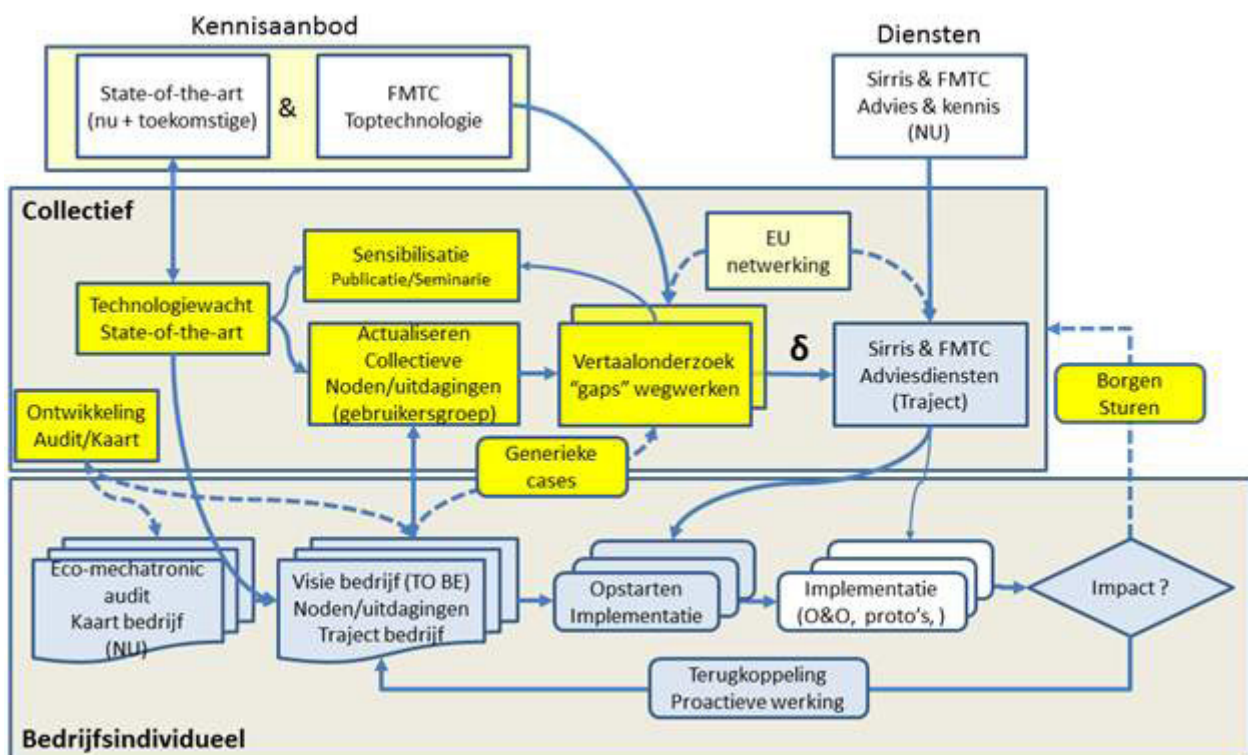 Kennisaanbod
Diensten
State-of-the-art
(nu + toekomstige)
&
FMTC
Toptechnologie
Sirris & FMTC
Advies & kennis
(NU)
Collectief
Sensibilisatie
Publicatie/Seminarie
EU
netwerking
Technologiewacht
State-of-the-art
Actualiseren
Collectieve
Noden/uitdagingen
(gebruikersgroep)
Vertaalonderzoek
“gaps” wegwerken
δ
Sirris & FMTC
Adviesdiensten
(Traject)
Borgen
Sturen
Ontwikkeling
Audit/Kaart
Generieke
cases
Eco-mechatronic
audit
Kaart bedrijf
(NU)
Visie bedrijf (TO BE)
Noden/uitdagingen
Traject bedrijf
Opstarten
Implementatie
Implementatie
(O&O, proto's, )
Impact ?
Terugkoppeling
Proactieve werking
Bedrijfsindividueel